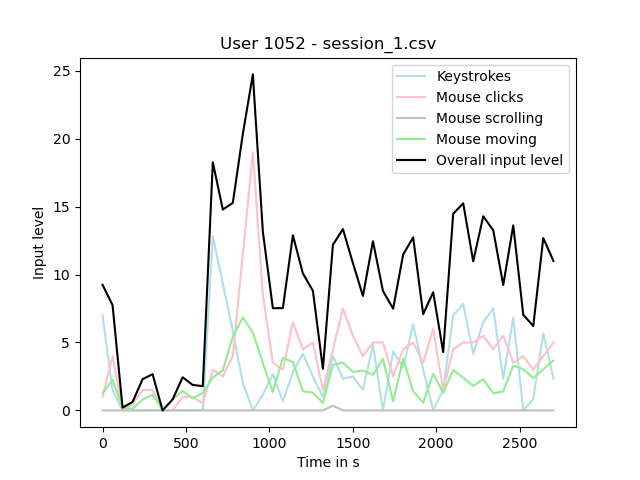 User 1052 - session_1.csv
25
20
15
10
5
0
Input level
Keystrokes
Mouse clicks
Mouse scrolling
Mouse moving
Overall input level
0 500 1000 1500 2000 2500
Time in s